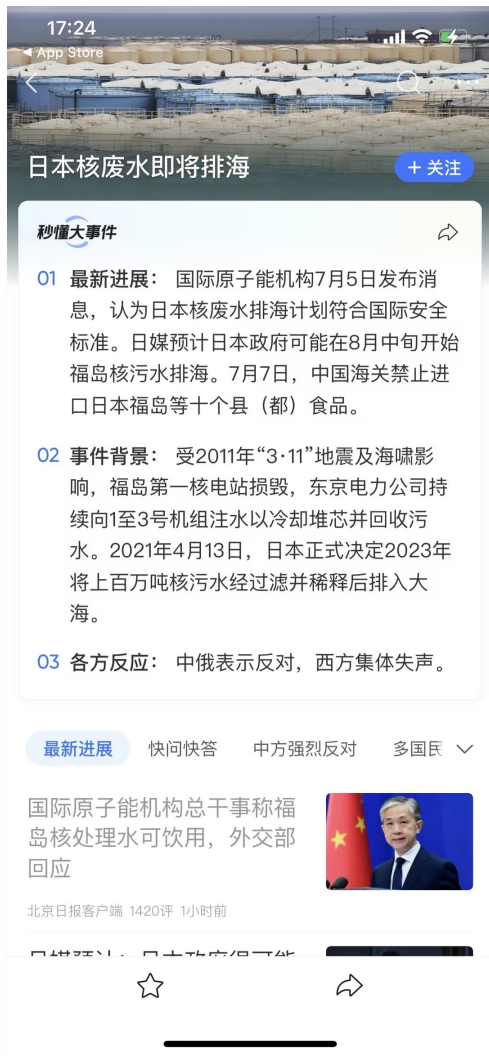 17:24
App Store
日本核废水即将排海
+ 关注
秒懂大事件
01 最新进展： 国际原子能机构7月5日发布消
息，认为日本核废水排海计划符合国际安全
标准。日媒预计日本政府可能在8月中旬开始
福岛核污水排海。7月7日，中国海关禁止进
口日本福岛等十个县（都）食品。
02 事件背景： 受2011年“3·11”地震及海啸影
响，福岛第一核电站损毁，东京电力公司持
续向1至3号机组注水以冷却堆芯并回收污
水。2021年4月13日，日本正式决定2023年
将上百万吨核污水经过滤并稀释后排入大
海。
03 各方反应： 中俄表示反对，西方集体失声。
最新进展 快问快答 中方强烈反对 多国民
国际原子能机构总干事称福
岛核处理水可饮用，外交部
回应
北京日报客户端 1420评 1小时前
日媒预计：日本政府很可能